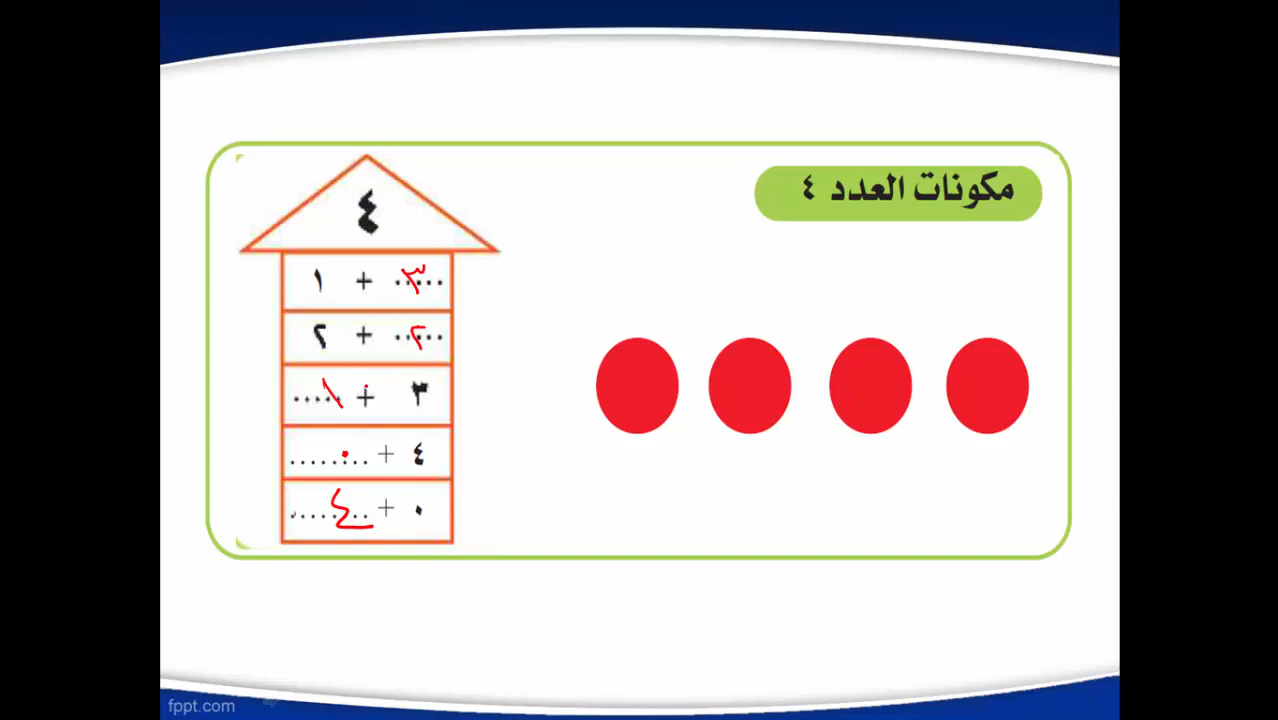 مكونات العدد ٤
٤
٣ + ١
٢ + ٢
٣ + ١
٤ + ٠
٠ + ٤
fppt.com